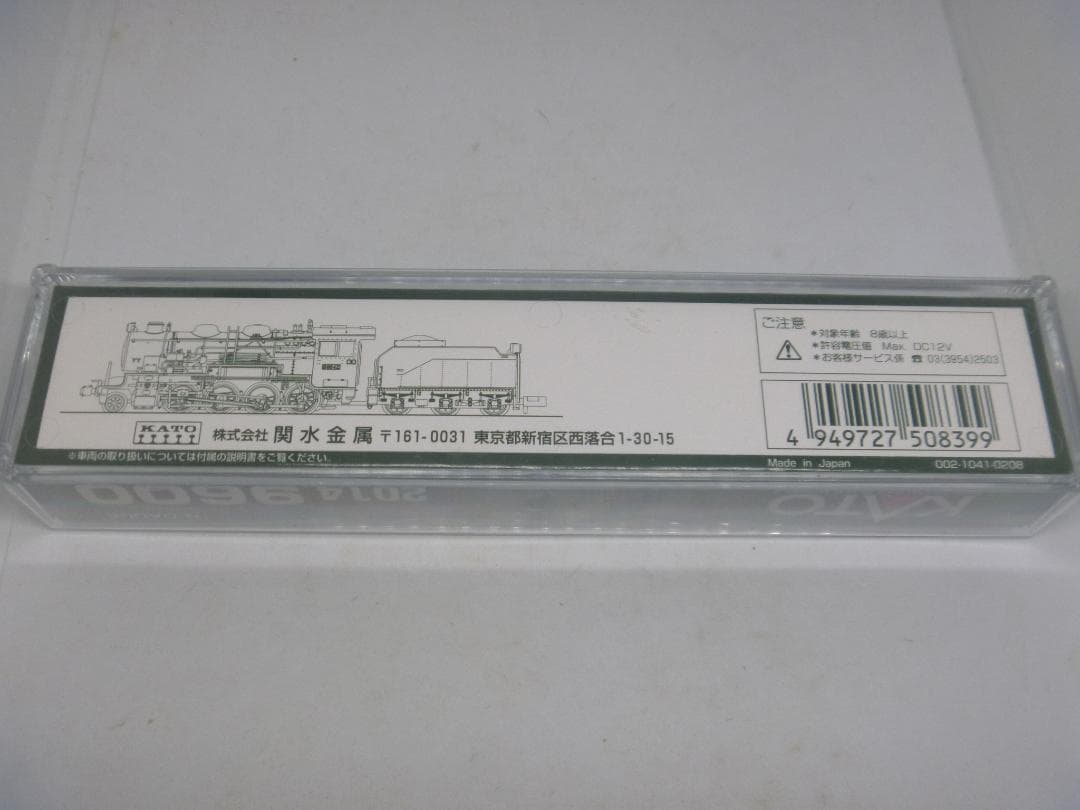 ご注意
*対象年齢 8歳以上
*許容電圧値 Max. DC12V
*お客様サービス係 ☎ 03(3954)2503
KATO
株式会社 関水金属 〒161-0031 東京都新宿区西落合1-30-15
4 949727 508399
※車両の取り扱いについては付属の説明書をご覧ください。
Made in Japan
002-1041-0208
2014 9600
KATO